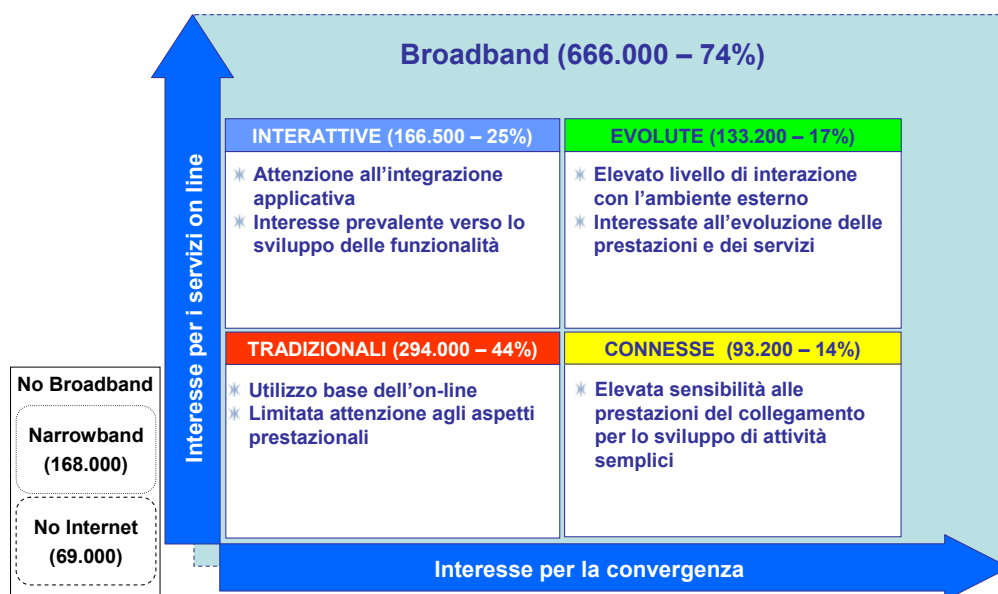 Broadband (666.000 – 74%)
Interesse per i servizi on line
INTERATTIVE (166.500 – 25%)
Attenzione all'integrazione
applicativa
Interesse prevalente verso lo
sviluppo delle funzionalità
EVOLUTE (133.200 – 17%)
Elevato livello di interazione
con l'ambiente esterno
Interessate all'evoluzione delle
prestazioni e dei servizi
TRADIZIONALI (294.000 – 44%)
Utilizzo base dell'on-line
Limitata attenzione agli aspetti
prestazionali
CONNESSE (93.200 – 14%)
Elevata sensibilità alle
prestazioni del collegamento
per lo sviluppo di attività
semplici
No Broadband
Narrowband
(168.000)
No Internet
(69.000)
Interesse per la convergenza